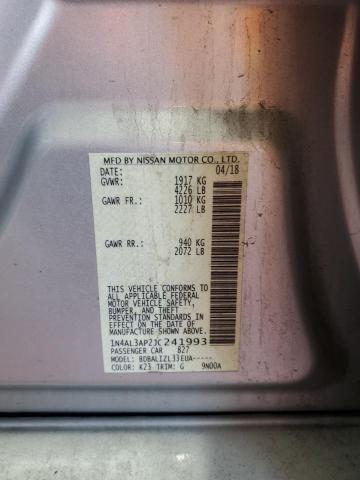 MFD BY NISSAN MOTOR CO., LTD.
DATE: 04/18
GVWR: 1917 KG
4226 LB
GAWR FR.: 1010 KG
2227 LB
GAWR RR.: 940 KG
2072 LB
THIS VEHICLE CONFORMS
TO ALL APPLICABLE FEDERAL
MOTOR VEHICLE SAFETY,
BUMPER, AND THEFT
PREVENTION STANDARDS IN
EFFECT ON THE DATE OF
MANUFACTURE SHOWN ABOVE.
1N4AL3AP2JC241993
PASSENGER CAR 827
MODEL: BDBALIZL33EUA-----
COLOR: K23 TRIM: G 9N00A